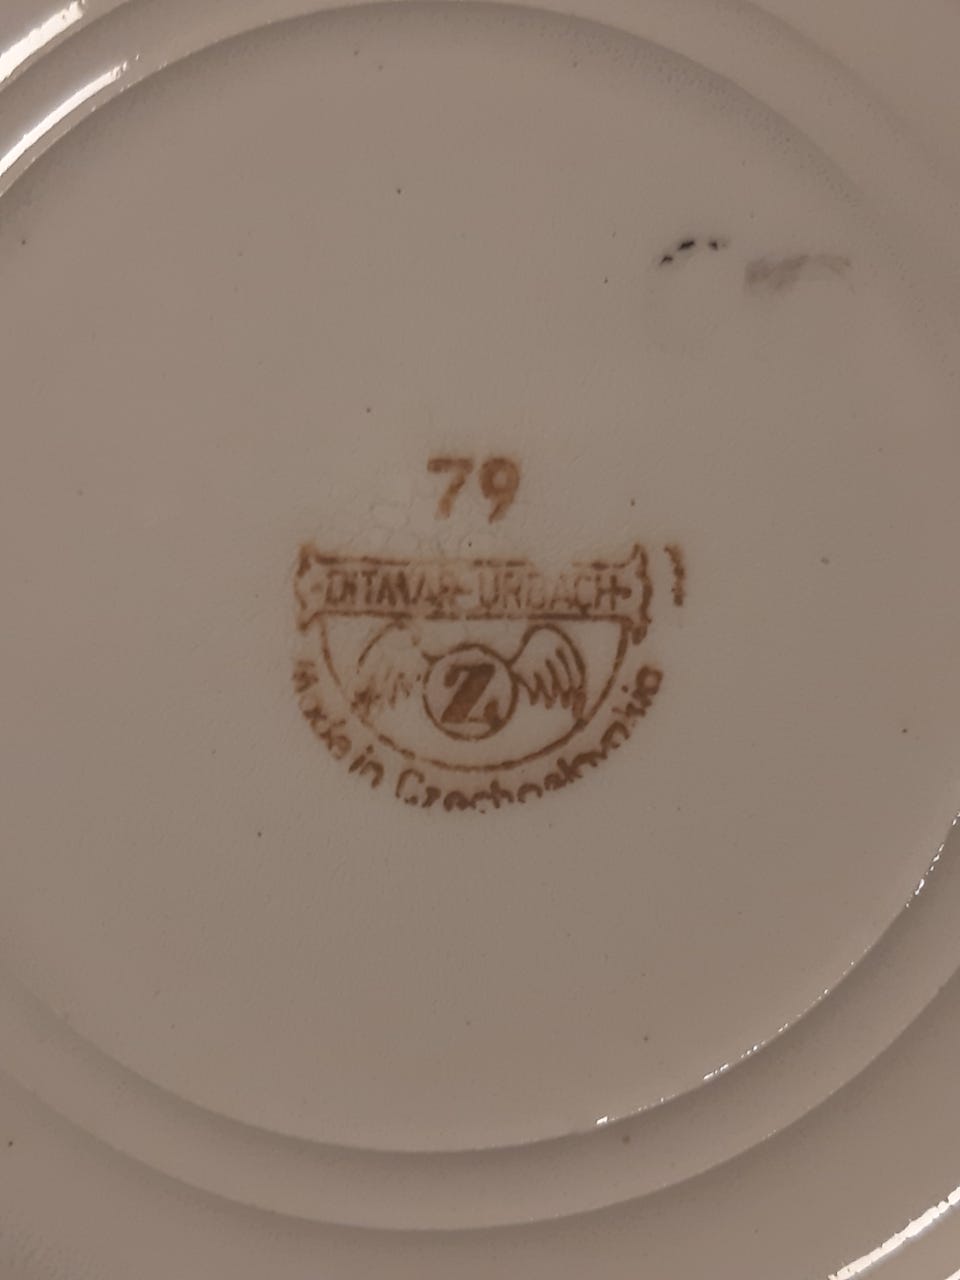 79
DITMAR-URBACH
Z
Made in Czechoslovakia